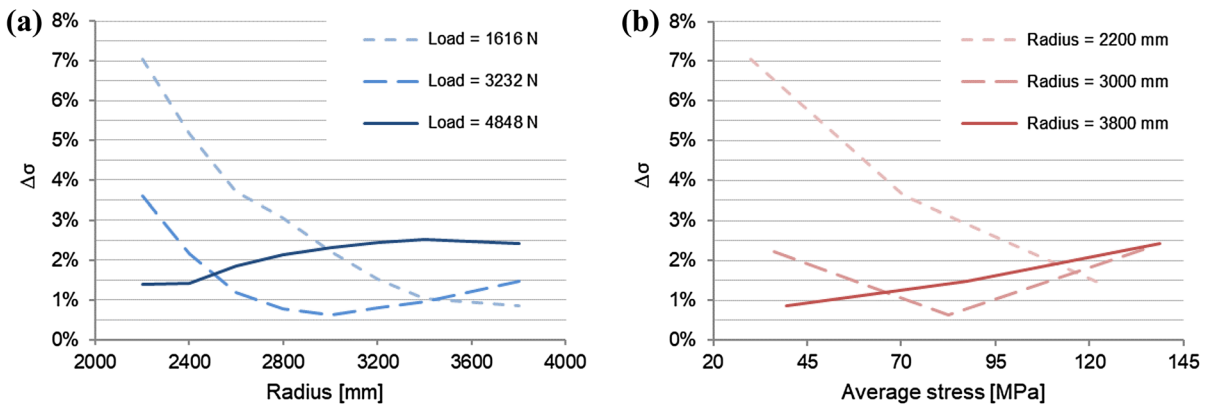 (a)
8%
7%
6%
5%
4%
3%
2%
1%
0%
Δσ
2000 2400 2800 3200 3600 4000
Radius [mm]
Load = 1616 N
Load = 3232 N
Load = 4848 N
(b)
8%
7%
6%
5%
4%
3%
2%
1%
0%
Δσ
20 45 70 95 120 145
Average stress [MPa]
Radius = 2200 mm
Radius = 3000 mm
Radius = 3800 mm